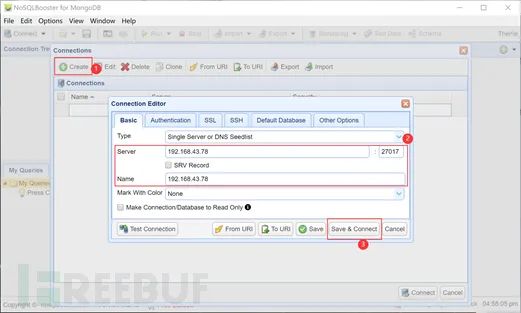 NoSQLBooster for MongoDB
File Edit Options View Window Help
Connect Run Stop Import Export Test Data Schema Theme
Connection Tree
Connections
Create Edit Delete Clone From URI To URI Export Import
1
Connections
Name Server Security
Connection Editor
Basic Authentication SSL SSH Default Database Other Options
Type Single Server or DNS Seedlist
2
Server 192.168.43.78 : 27017
SRV Record
Name 192.168.43.78
Mark With Color None
Make Connection/Database to Read Only
Test Connection From URI To URI Save Save & Connect Cancel
3
My Queries
My Queries
Press C
Connect Cancel
Copyright © nosqlbooster.com
04:58:05 pm
REEBUF